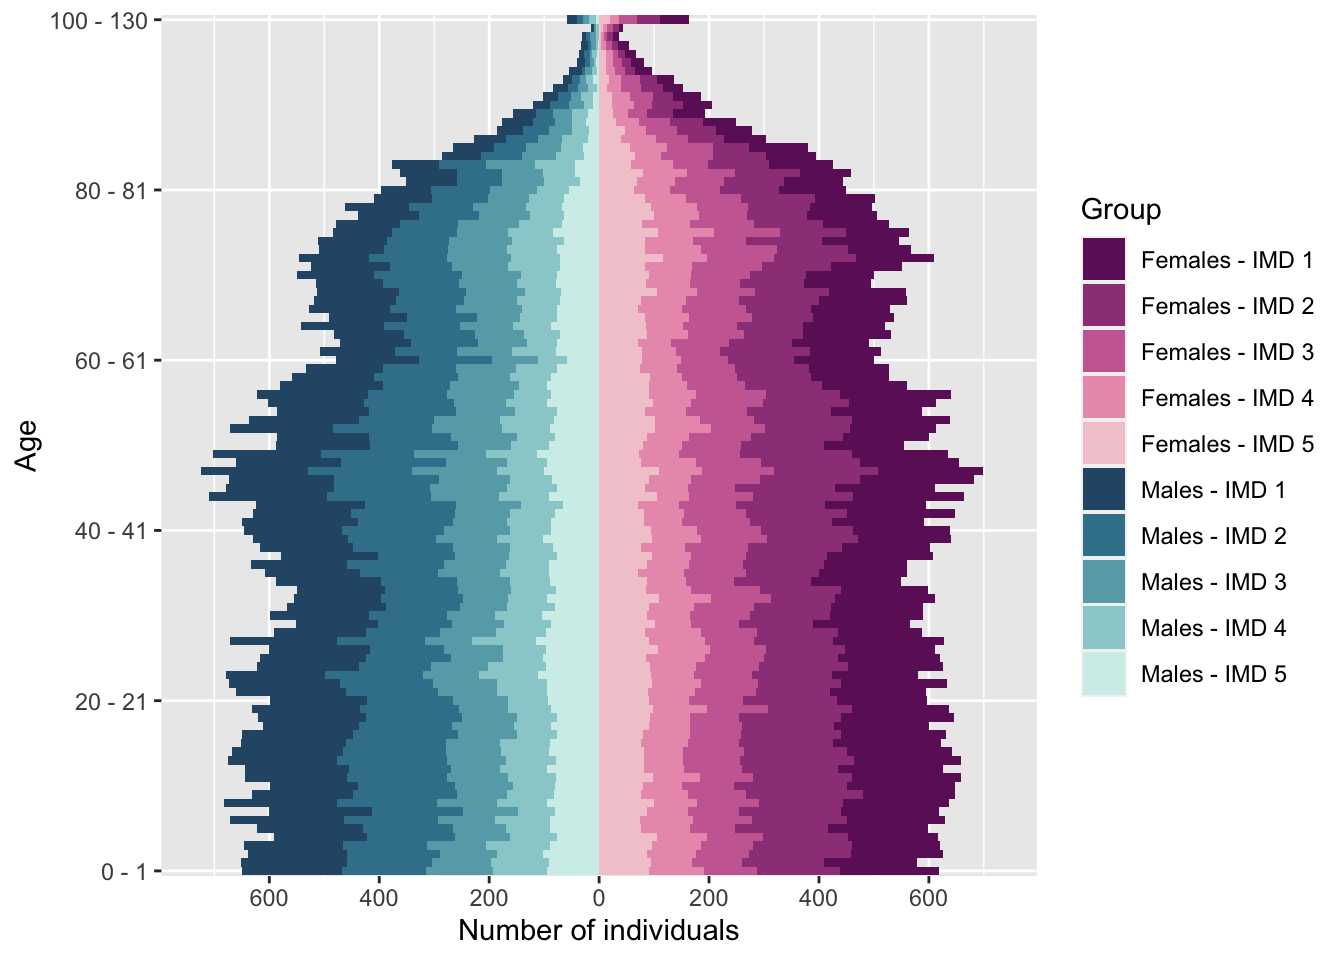 100 - 130
80 - 81
60 - 61
40 - 41
20 - 21
0 - 1
Age
600 400 200 0 200 400 600
Number of individuals
Group
Females - IMD 1
Females - IMD 2
Females - IMD 3
Females - IMD 4
Females - IMD 5
Males - IMD 1
Males - IMD 2
Males - IMD 3
Males - IMD 4
Males - IMD 5